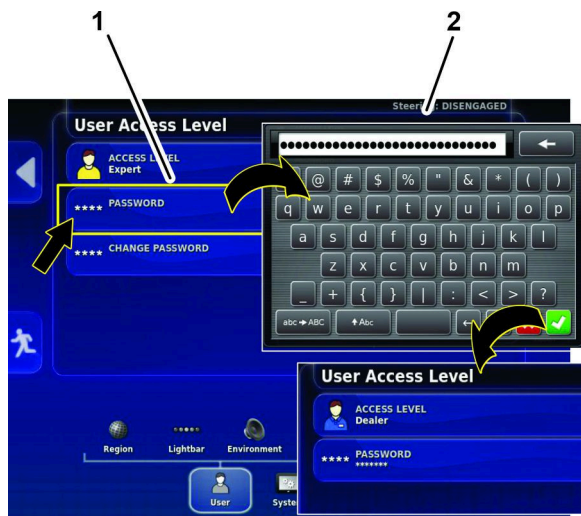 1
2
Steeri : DISENGAGED
User Access Level
ACCESS LEVEL
Expert
**** PASSWORD
**** CHANGE PASSWORD
••••••••••••••••••••••••••••
@ # $ % " & * ( )
q w e r t y u i o p
a s d f g h j k l
z x c v b n m
_ + { } | : < > ?
abc → ABC
Abc
User Access Level
ACCESS LEVEL
Dealer
**** PASSWORD
*******
Region
Lightbar
Environment
User
Syste